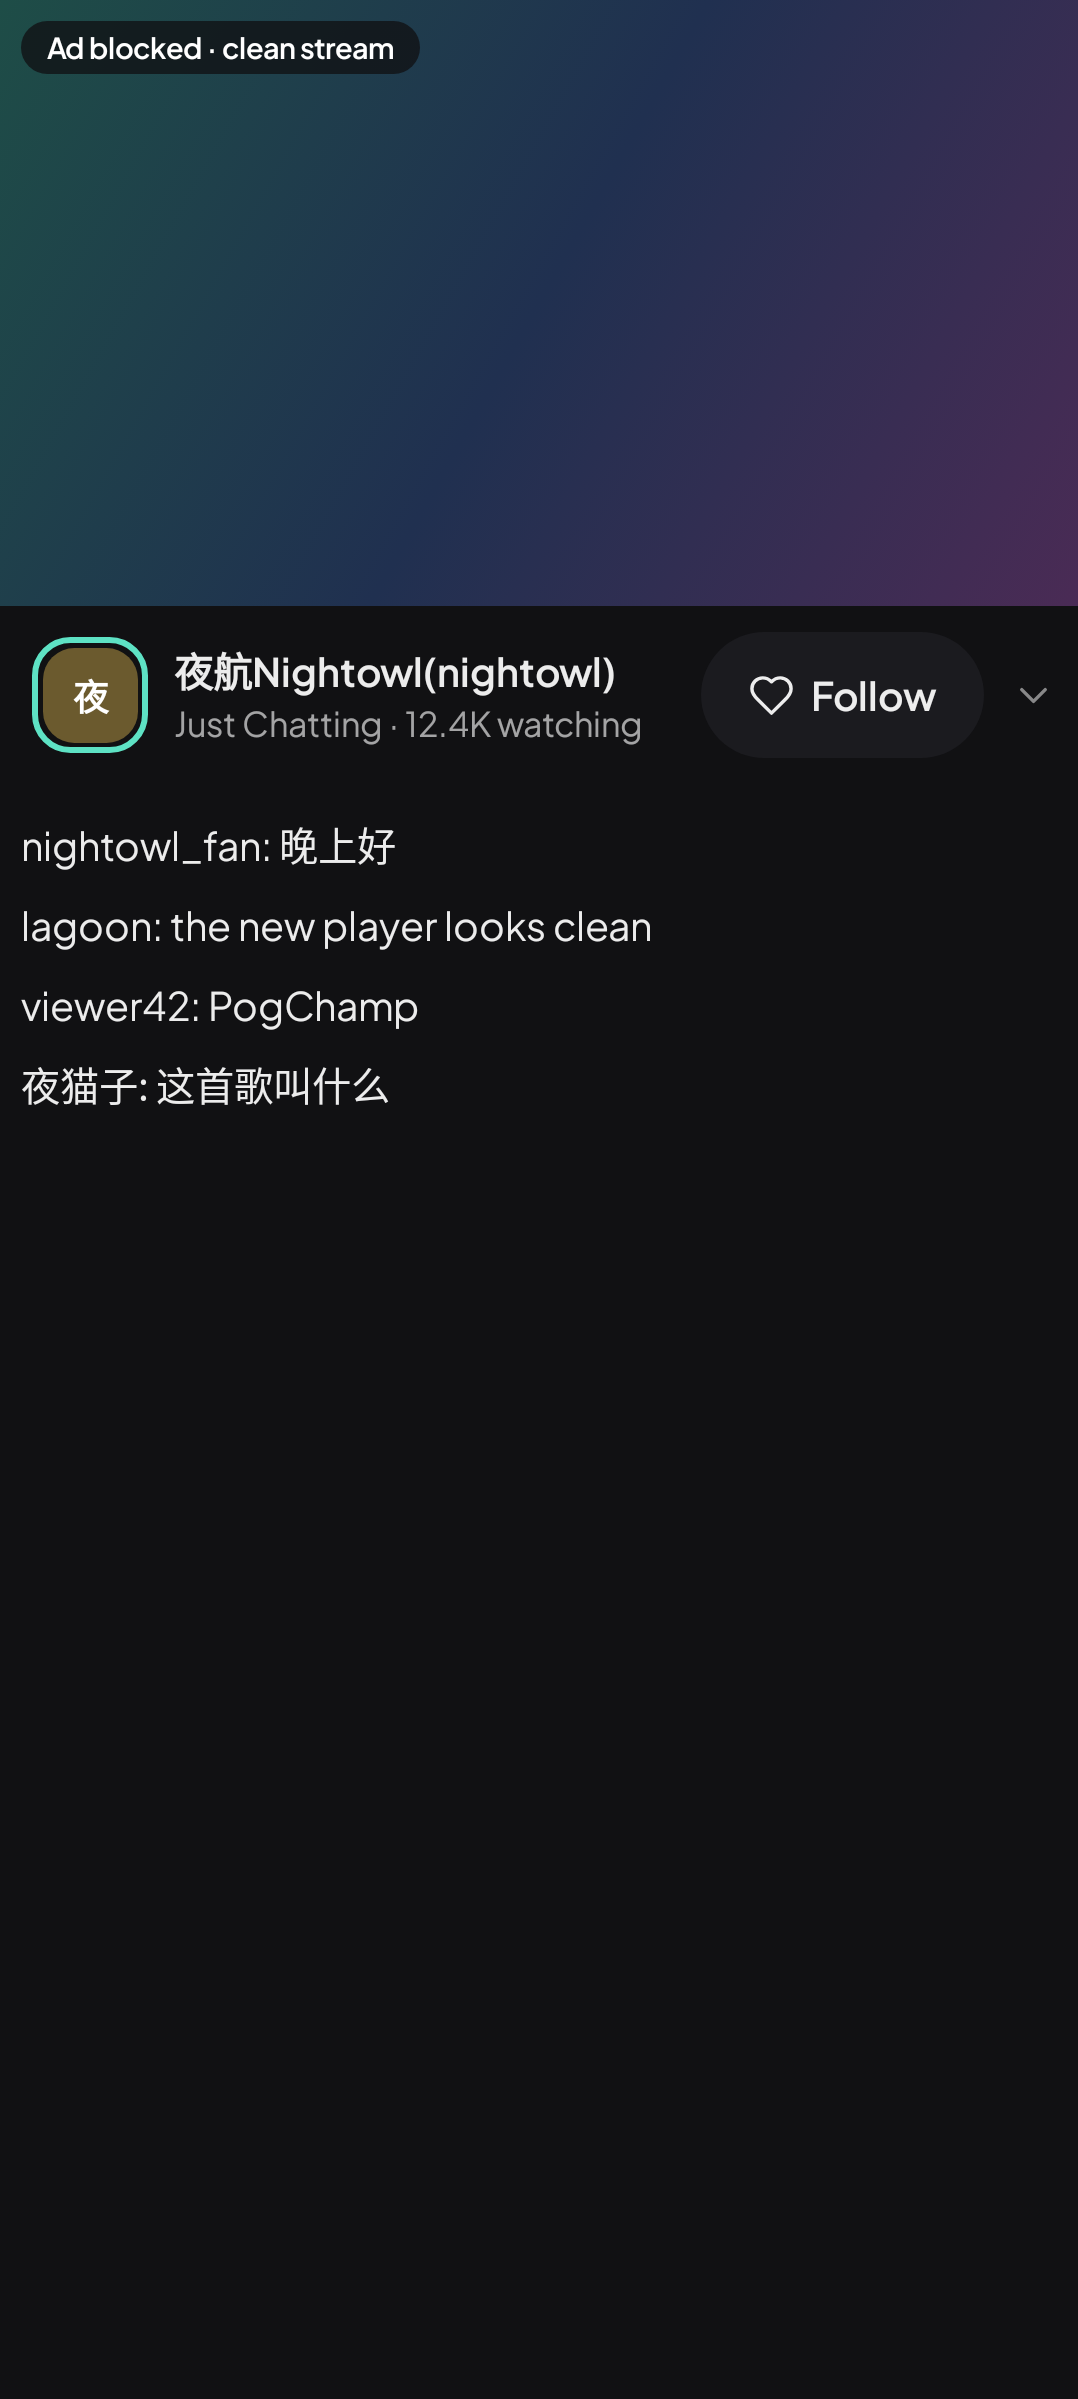 Ad blocked · clean stream
夜
夜航Nightowl(nightowl)
Just Chatting · 12.4K watching
Follow
nightowl_fan: 晚上好
lagoon: the new player looks clean
viewer42: PogChamp
夜猫子: 这首歌叫什么